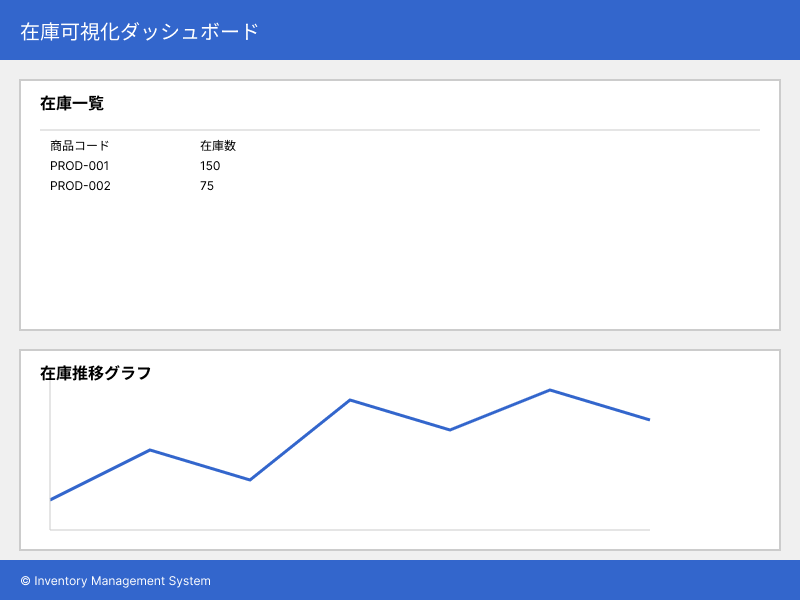 在庫可視化ダッシュボード
在庫一覧
商品コード 在庫数
PROD-001 150
PROD-002 75
在庫推移グラフ
© Inventory Management System